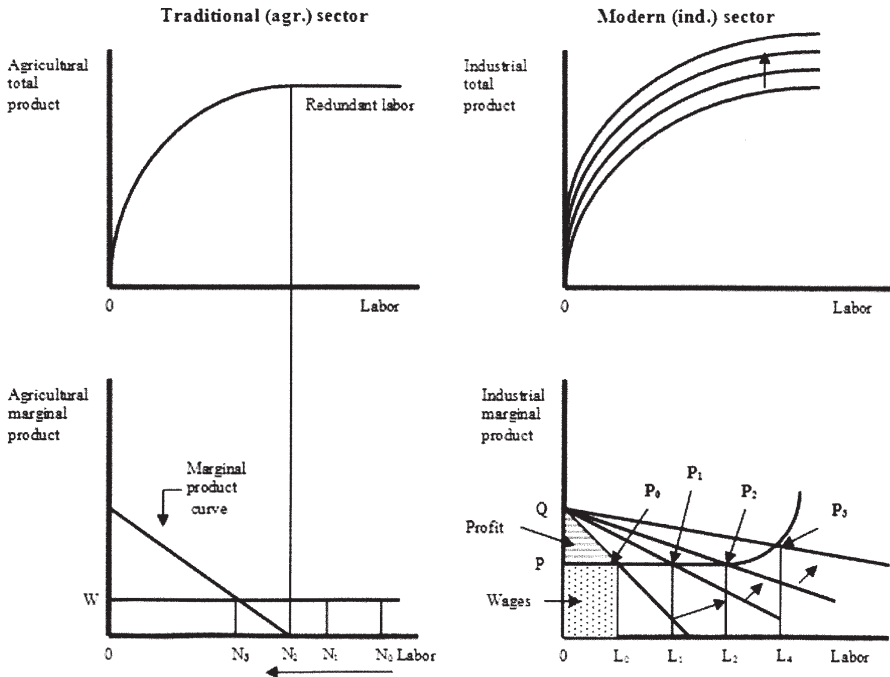 Traditional (agr.) sector
Modern (ind.) sector
Agricultural
total
product
Redundant labor
0
Labor
Industrial
total
product
0
Labor
Agricultural
marginal
product
Marginal
product
curve
W
0
N₃
N₂
N₁
N₀
Labor
Industrial
marginal
product
P₀
P₁
P₂
P₃
Q
Profit
P
Wages
0
L₀
L₁
L₂
L₄
Labor